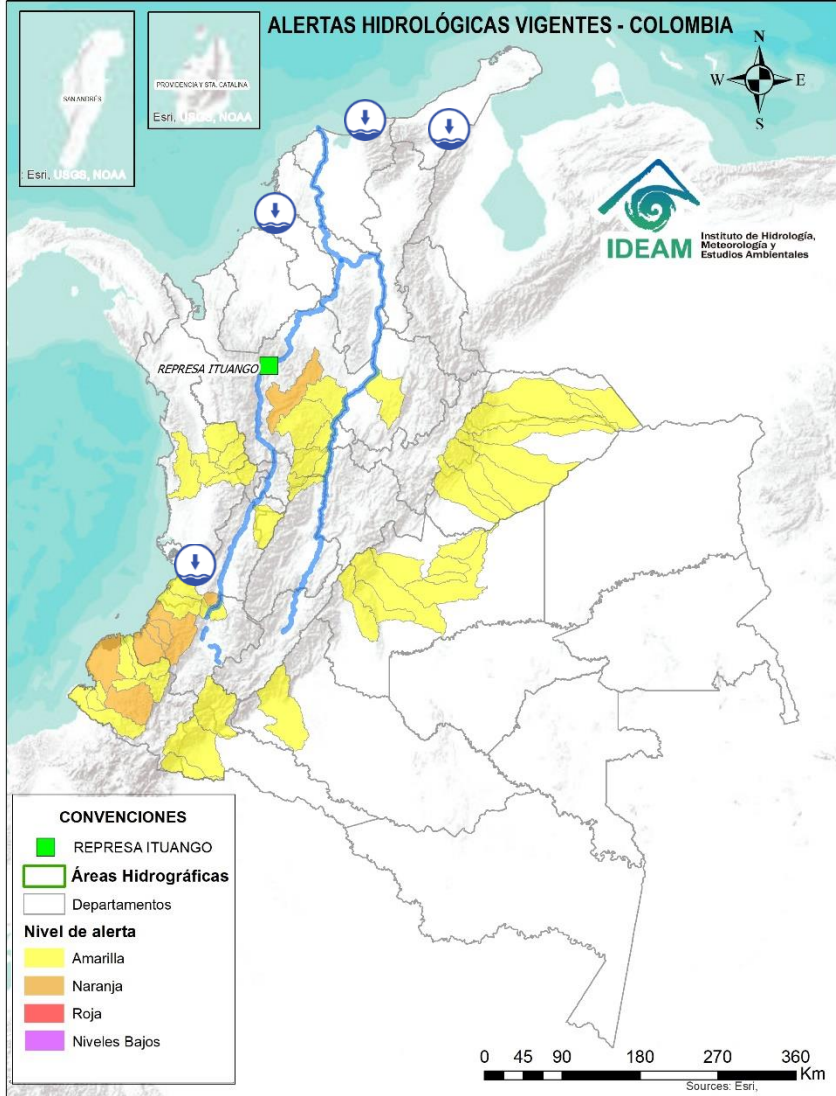 ALERTAS HIDROLÓGICAS VIGENTES - COLOMBIA
SAN ANDRÉS
: Esri, USGS, NOAA
PROVIDENCIA Y STA. CATALINA
Esri, USGS, NOAA
N
W
E
S
IDEAM
Instituto de Hidrología,
Meteorología y
Estudios Ambientales
REPRESA ITUANGO
CONVENCIONES
REPRESA ITUANGO
Áreas Hidrográficas
Departamentos
Nivel de alerta
Amarilla
Naranja
Roja
Niveles Bajos
0 45 90 180 270 360
Km
Sources: Esri,